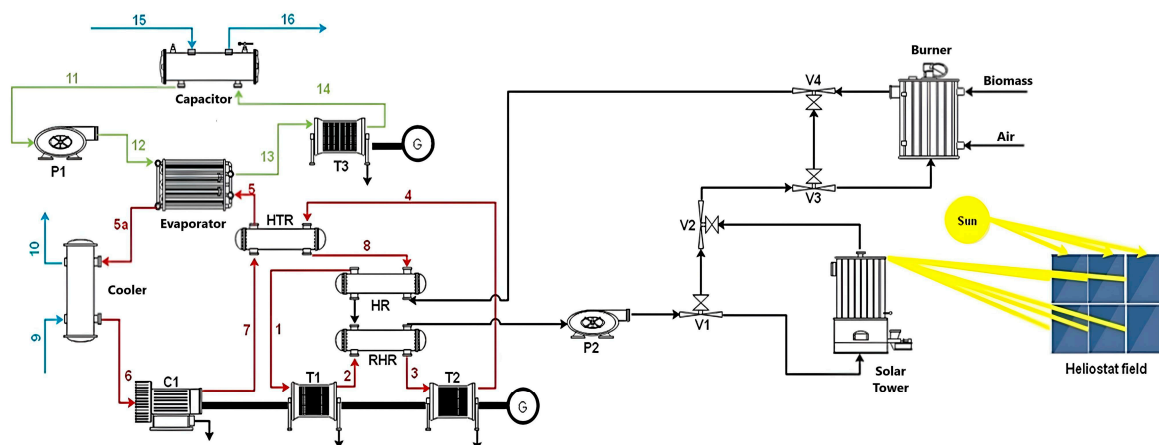 15
16
Burner
11
Capacitor
14
V4
Biomass
12
13
G
Air
P1
T3
5
4
V3
5a
Evaporator
HTR
V2
Sun
10
8
Cooler
HR
7
1
V1
9
RHR
P2
6
C1
T1
2
3
T2
Solar
Tower
Heliostat field
G